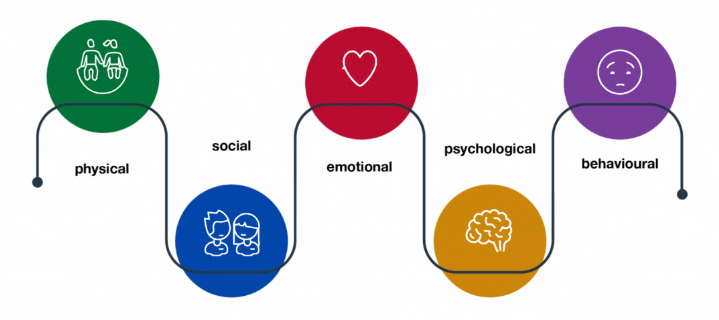 physical
social
emotional
psychological
behavioural